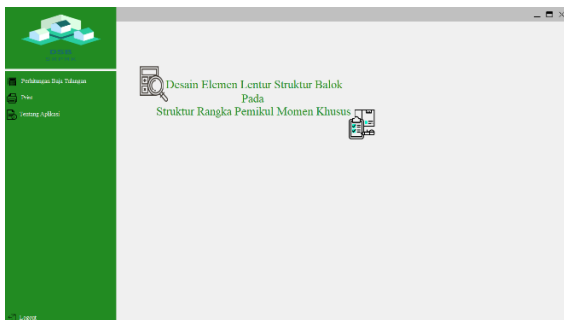 Perhitungan Baja Tulangan
Print
Tentang Aplikasi
Logout
Desain Elemen Lentur Struktur Balok
Pada
Struktur Rangka Pemikul Momen Khusus